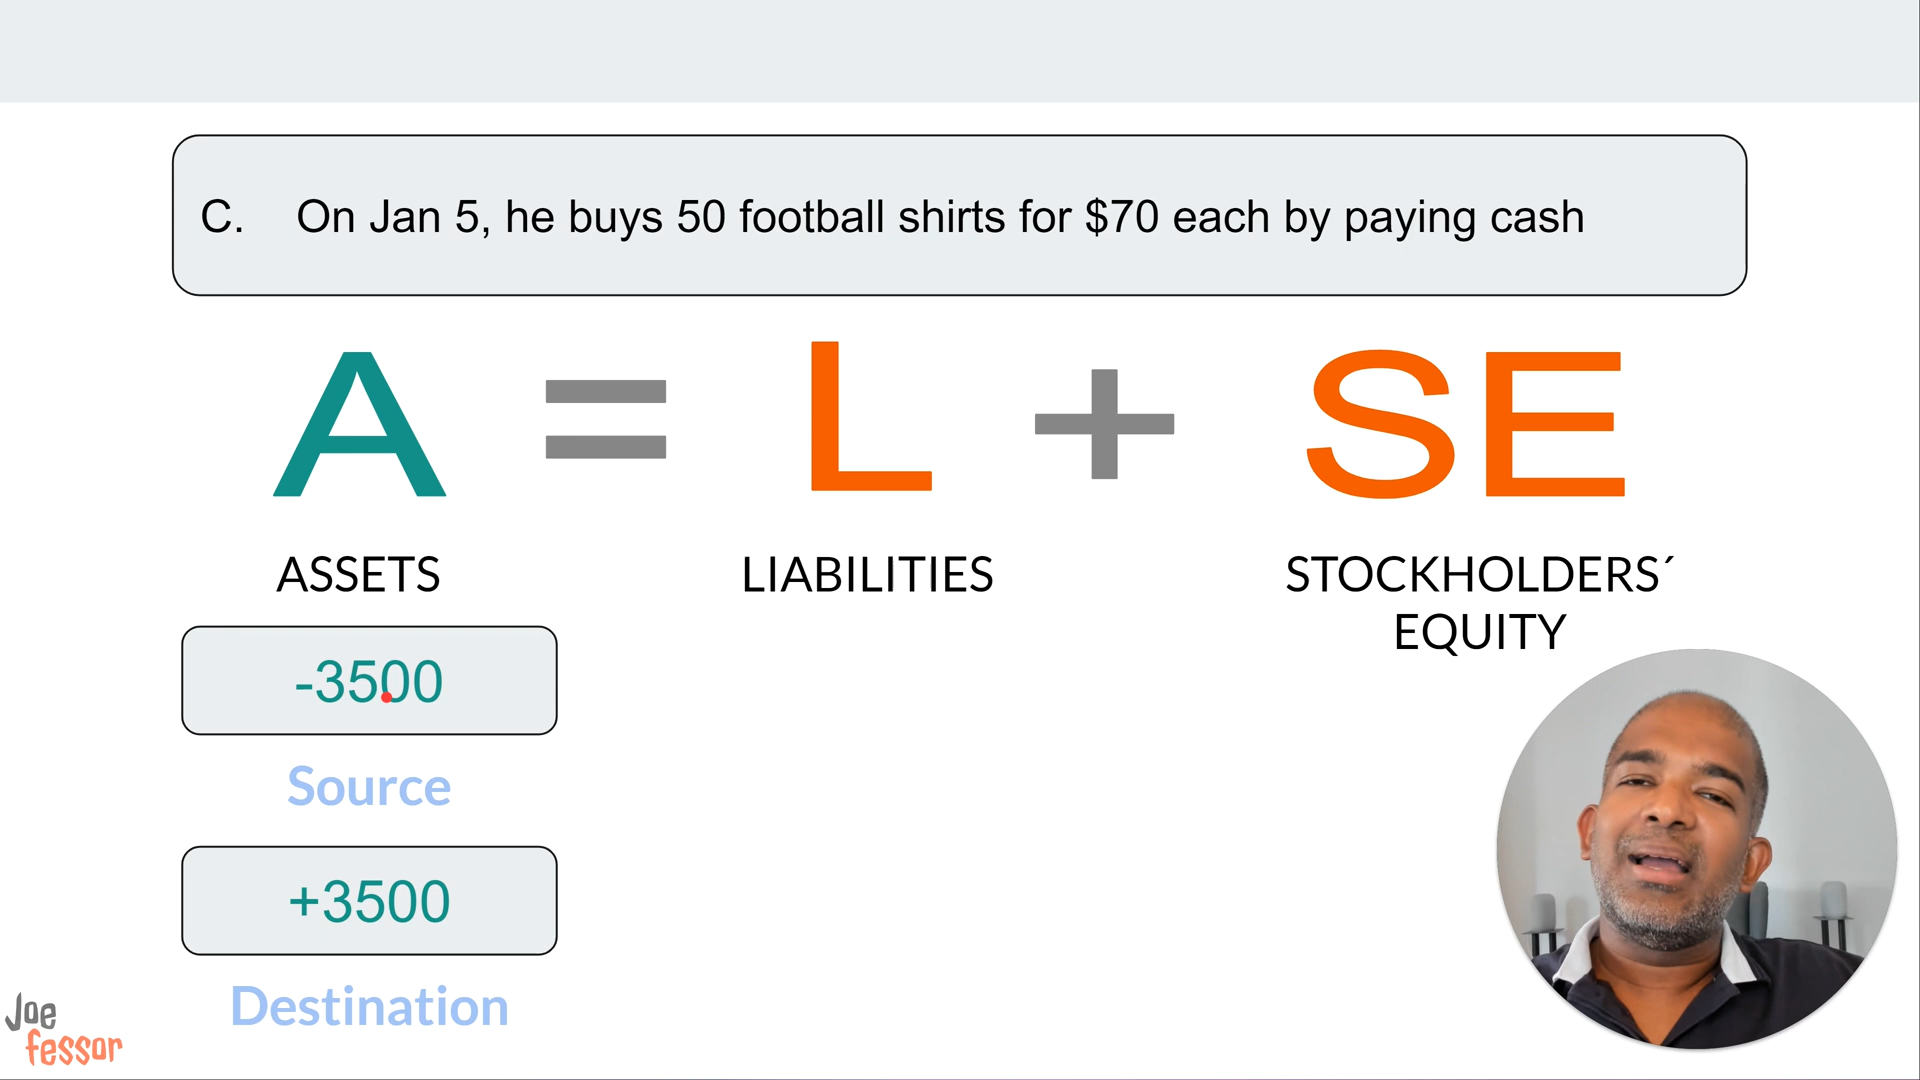 C. On Jan 5, he buys 50 football shirts for $70 each by paying cash
A = L + SE
ASSETS
LIABILITIES
STOCKHOLDERS´
EQUITY
-3500
Source
+3500
Destination
Joe
fessor